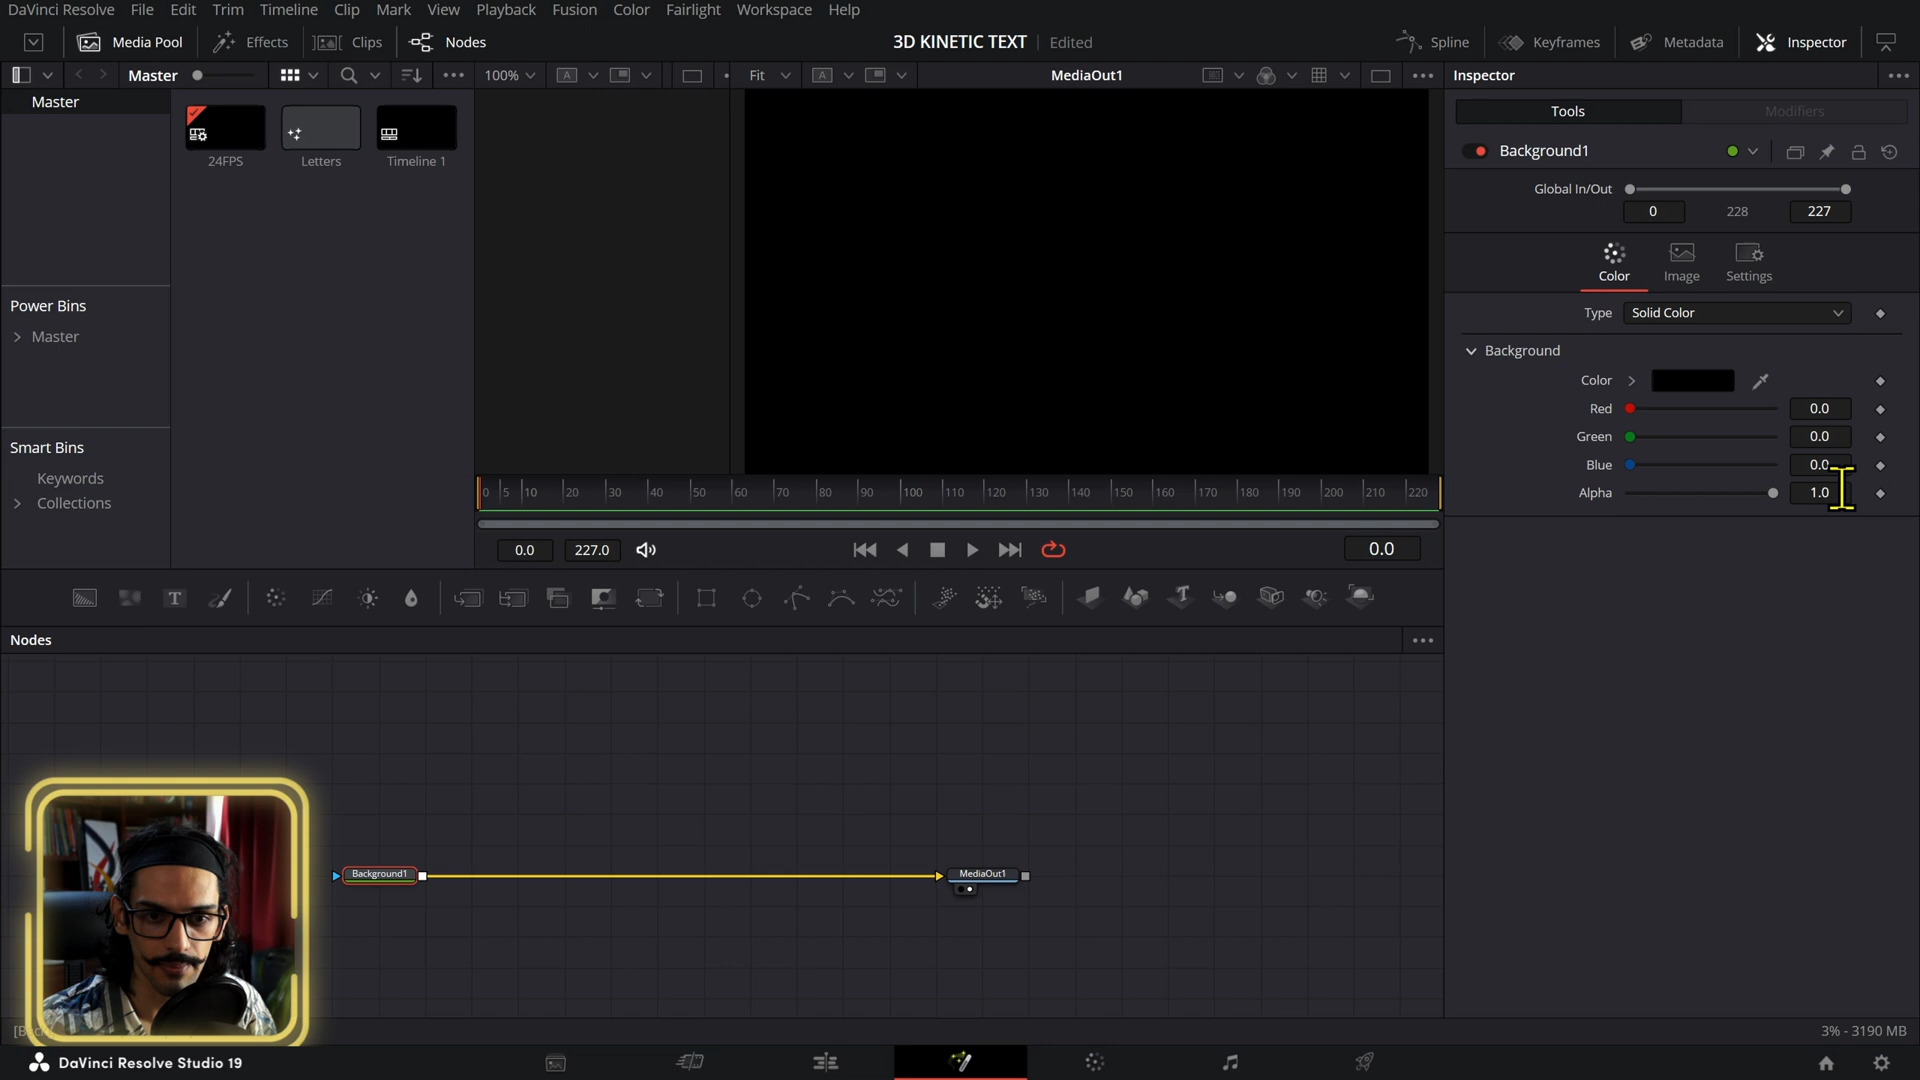 DaVinci Resolve File Edit Trim Timeline Clip Mark View Playback Fusion Color Fairlight Workspace Help
Media Pool Effects Clips Nodes 3D KINETIC TEXT Edited Spline Keyframes Metadata Inspector
Master 100% A Fit A MediaOut1 Inspector
Master
24FPS Letters Timeline 1
Power Bins
Master
Smart Bins
Keywords
Collections
Tools Modifiers
Background1
Global In/Out
0 228 227
Color Image Settings
Type Solid Color
Background
Color
Red 0.0
Green 0.0
Blue 0.0
Alpha 1.0
0 5 10 20 30 40 50 60 70 80 90 100 110 120 130 140 150 160 170 180 190 200 210 220
0.0 227.0 0.0
T
Nodes
Background1 MediaOut1
3% - 3190 MB
DaVinci Resolve Studio 19